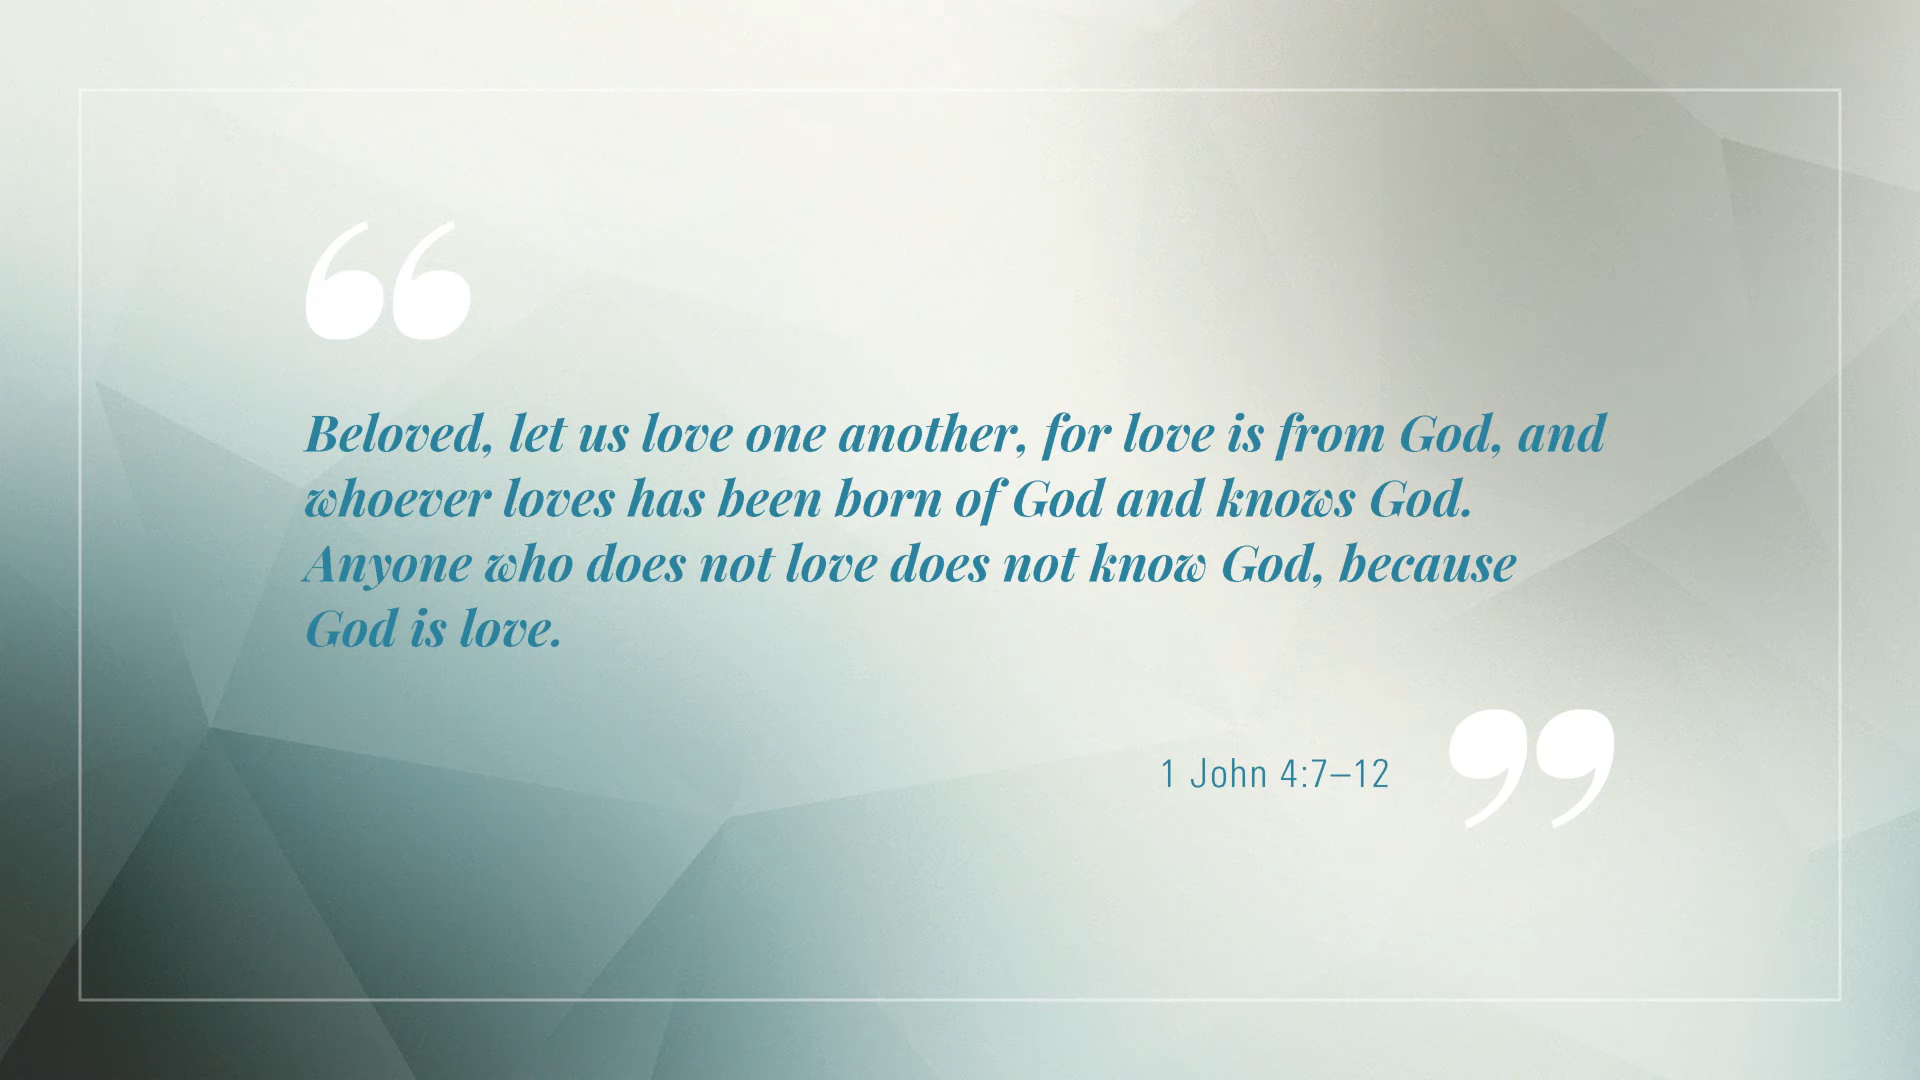 “
Beloved, let us love one another, for love is from God, and
whoever loves has been born of God and knows God.
Anyone who does not love does not know God, because
God is love.
1 John 4:7–12 ”